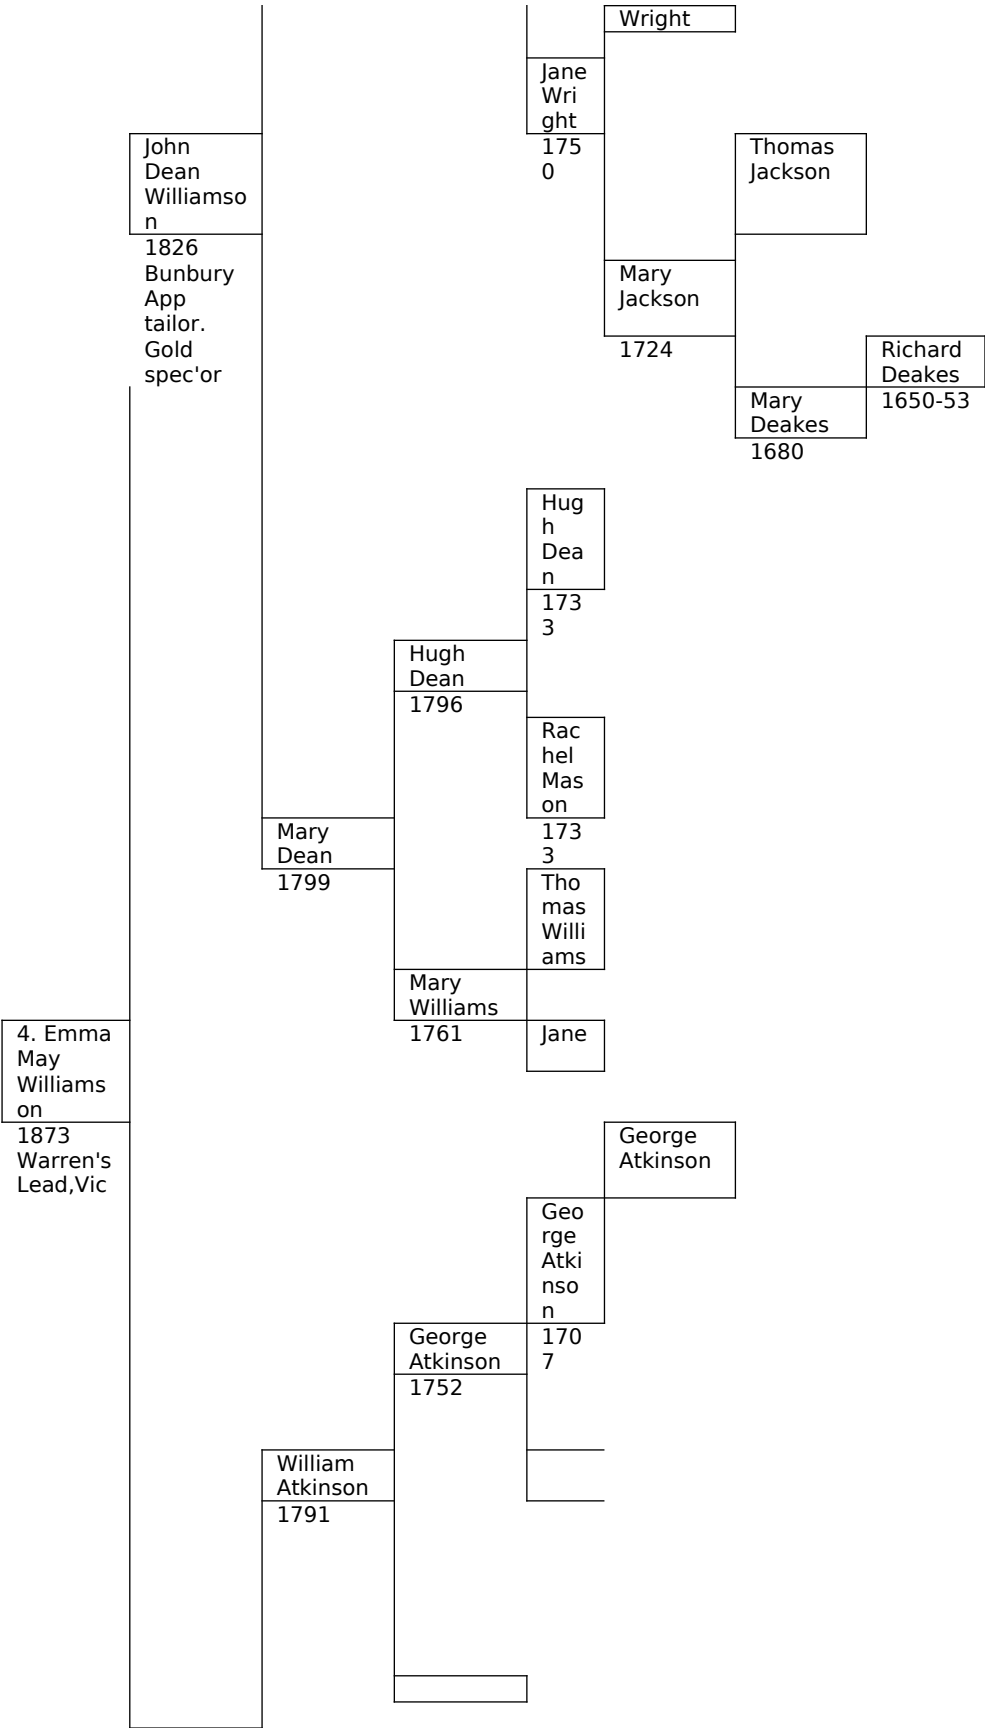 Wright
Jane
Wri
ght
175
0
John
Dean
Williamso
n
1826
Bunbury
App
tailor.
Gold
spec'or
Thomas
Jackson
Mary
Jackson
1724
Richard
Deakes
1650-53
Mary
Deakes
1680
Hug
h
Dea
n
173
3
Hugh
Dean
1796
Rac
hel
Mas
on
173
3
Mary
Dean
1799
Tho
mas
Willi
ams
Mary
Williams
1761
Jane
4. Emma
May
Williams
on
1873
Warren's
Lead,Vic
George
Atkinson
Geo
rge
Atki
nso
n
170
7
George
Atkinson
1752
William
Atkinson
1791